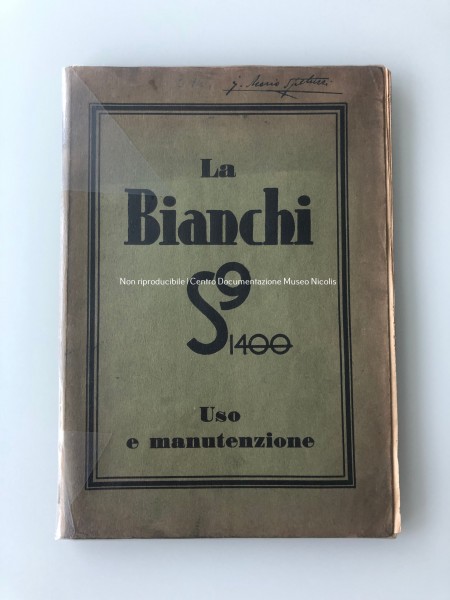 La
Bianchi
Non riproducibile | Centro Documentazione Museo Nicolis
S9
1400
Uso
e manutenzione